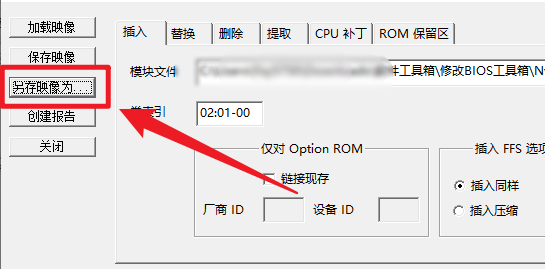 加载映像
保存映像
另存映像为...
创建报告
关闭
插入 替换 删除 提取 CPU 补丁 ROM 保留区
模块文件
件工具箱\修改BIOS工具箱\N
卷索引 02:01-00
仅对 Option ROM
链接现存
厂商 ID 设备 ID
插入 FFS 选项
插入同样
插入压缩